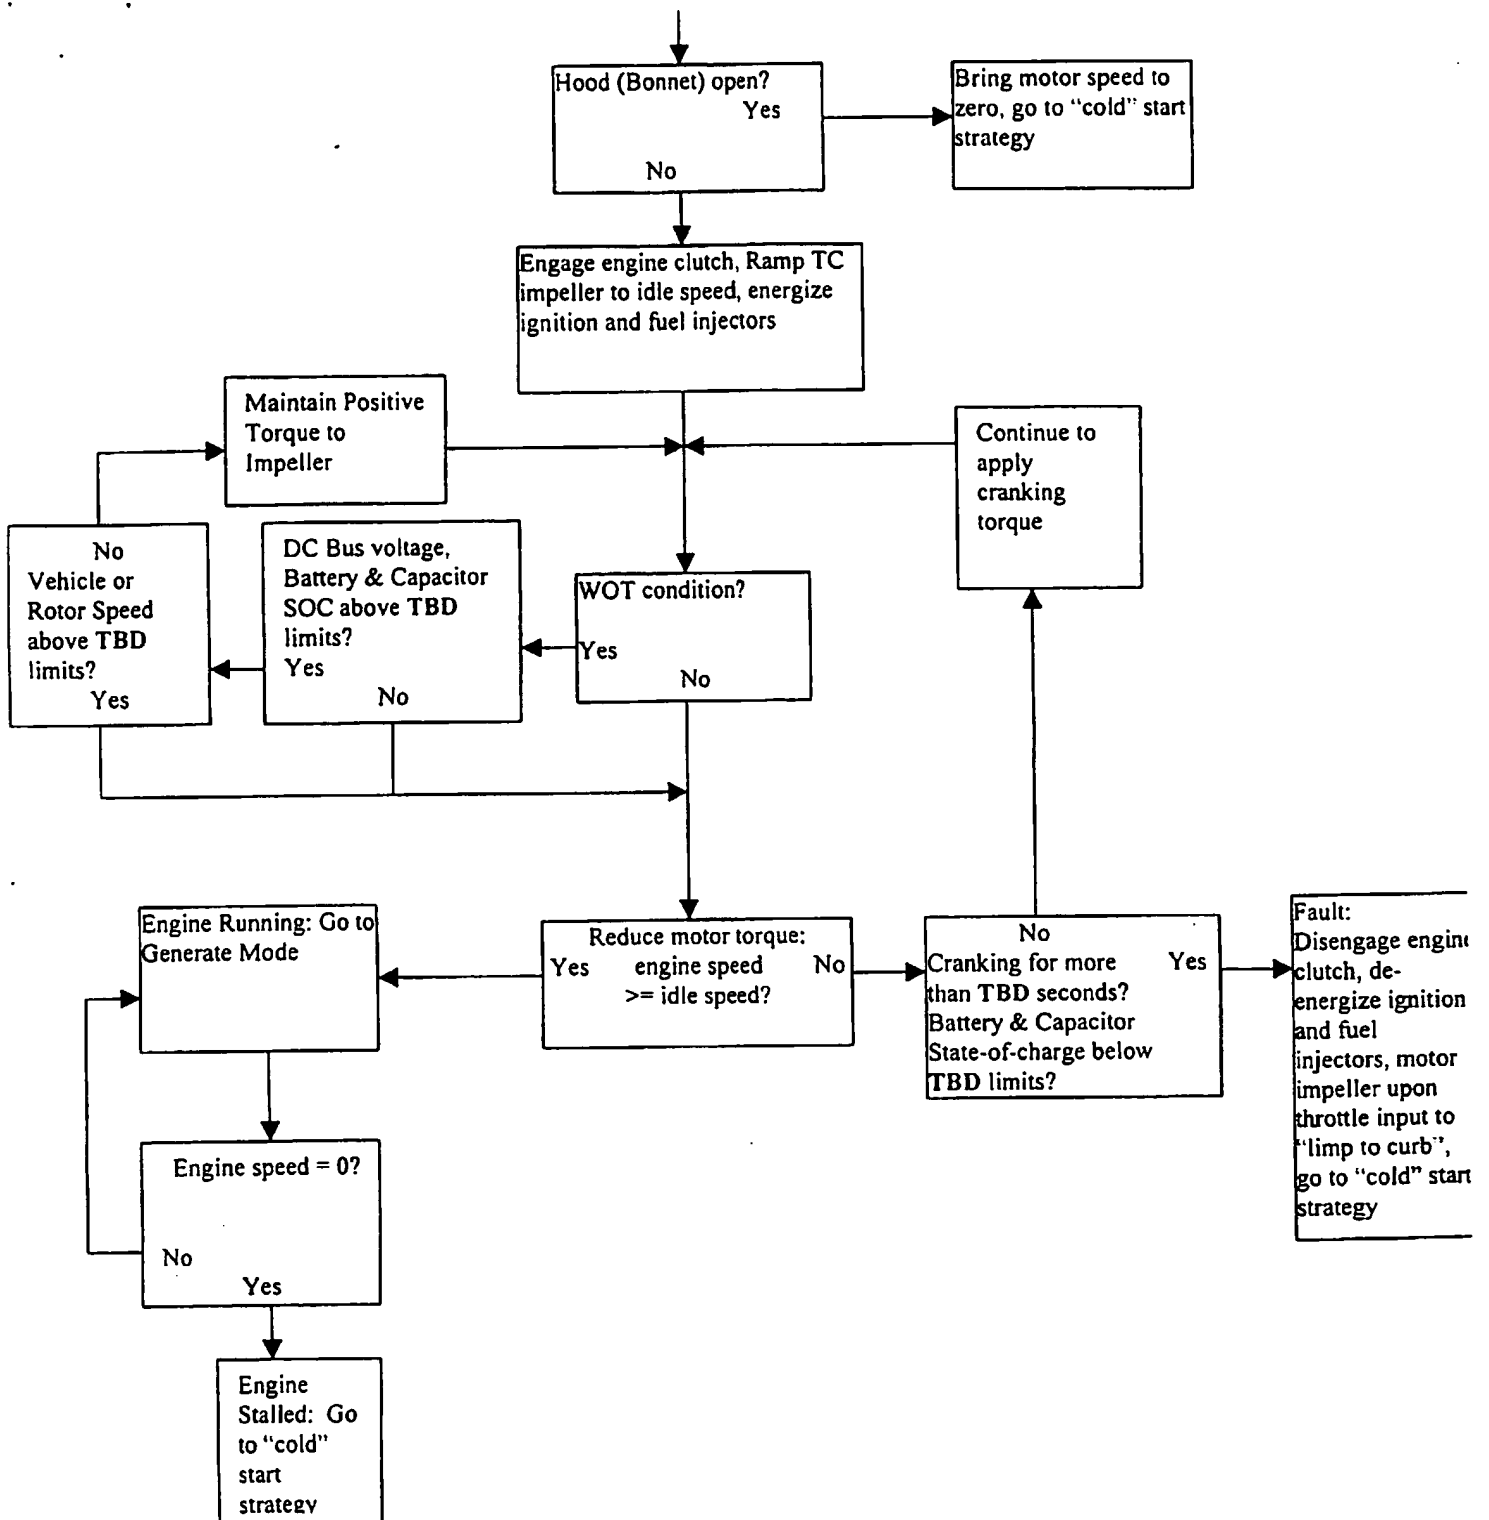 Hood (Bonnet) open?
Yes
No
Bring motor speed to
zero, go to “cold” start
strategy
Engage engine clutch, Ramp TC
impeller to idle speed, energize
ignition and fuel injectors
Maintain Positive
Torque to
Impeller
Continue to
apply
cranking
torque
No
Vehicle or
Rotor Speed
above TBD
limits?
Yes
DC Bus voltage,
Battery & Capacitor
SOC above TBD
limits?
Yes
No
WOT condition?
Yes
No
Engine Running: Go to
Generate Mode
Reduce motor torque:
Yes engine speed No
>= idle speed?
No
Cranking for more Yes
than TBD seconds?
Battery & Capacitor
State-of-charge below
TBD limits?
Fault:
Disengage engine
clutch, de-
energize ignition
and fuel
injectors, motor
impeller upon
throttle input to
“limp to curb”,
go to “cold” start
strategy
Engine speed = 0?
No
Yes
Engine
Stalled: Go
to “cold”
start
strategy